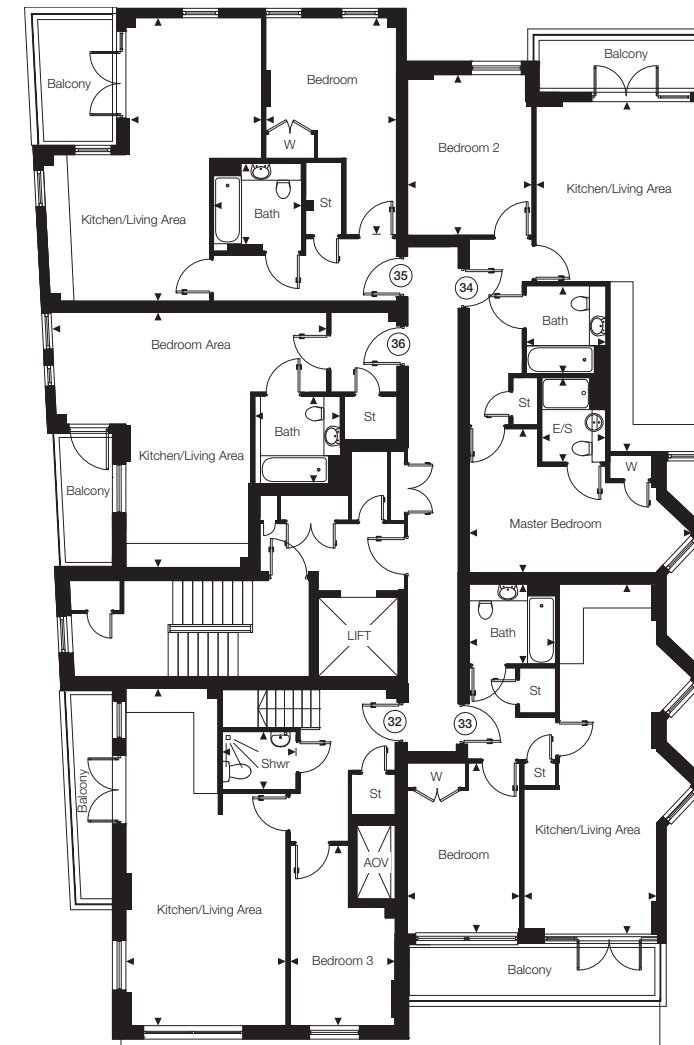 Balcony
Bedroom
Balcony
W
Bedroom 2
Kitchen/Living Area
St
Kitchen/Living Area
Bath
35
34
Bath
36
Bedroom Area
St
St
E/S
Bath
Kitchen/Living Area
W
Balcony
Master Bedroom
LIFT
Bath
St
32
33
Shwr
Balcony
St
W
St
Kitchen/Living Area
AOV
Bedroom
Kitchen/Living Area
Bedroom 3
Balcony